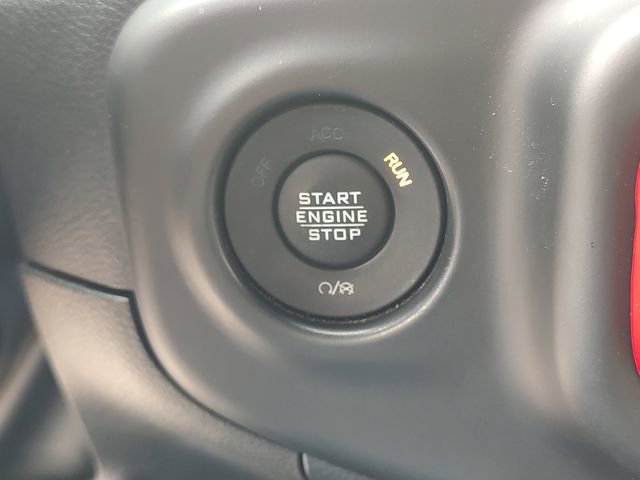 OFF
ACC
RUN
START
ENGINE
STOP